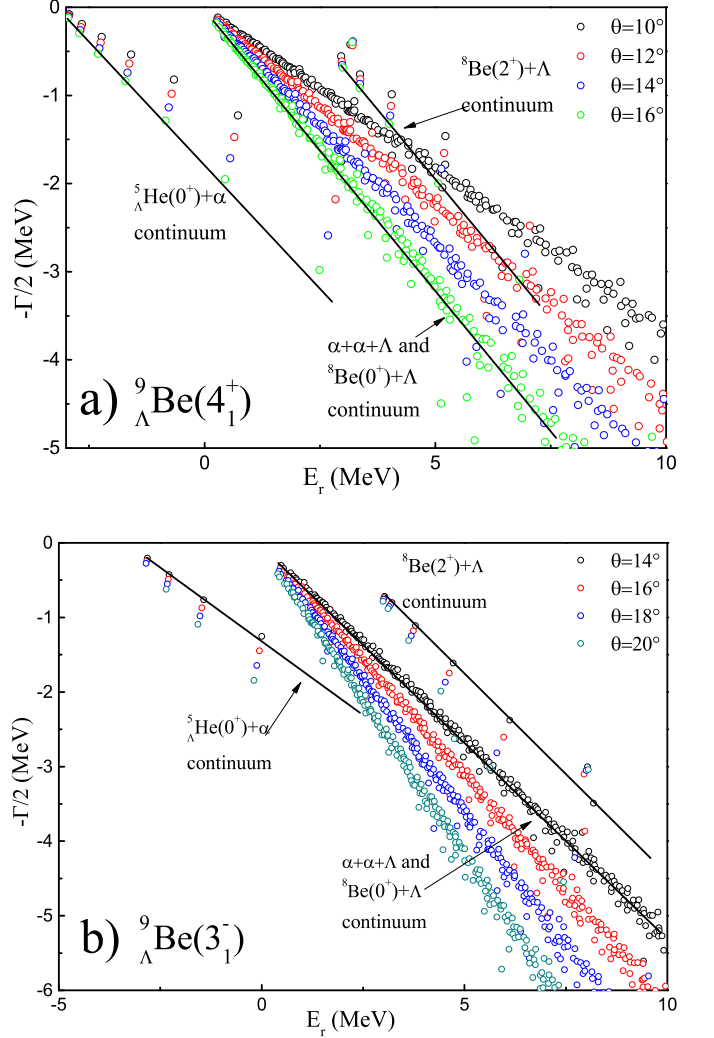 0
-1
-2
-3
-4
-5
-Γ/2 (MeV)
θ=10°
θ=12°
θ=14°
θ=16°
⁸Be(2⁺)+Λ
continuum
⁵ΛHe(0⁺)+α
continuum
α+α+Λ and
⁸Be(0⁺)+Λ
continuum
a) ⁹ΛBe(4⁺₁)
0 5 10
Eᵣ (MeV)
0
-1
-2
-3
-4
-5
-6
-Γ/2 (MeV)
⁸Be(2⁺)+Λ
continuum
θ=14°
θ=16°
θ=18°
θ=20°
⁵ΛHe(0⁺)+α
continuum
α+α+Λ and
⁸Be(0⁺)+Λ
continuum
b) ⁹ΛBe(3⁻₁)
-5 0 5 10
Eᵣ (MeV)